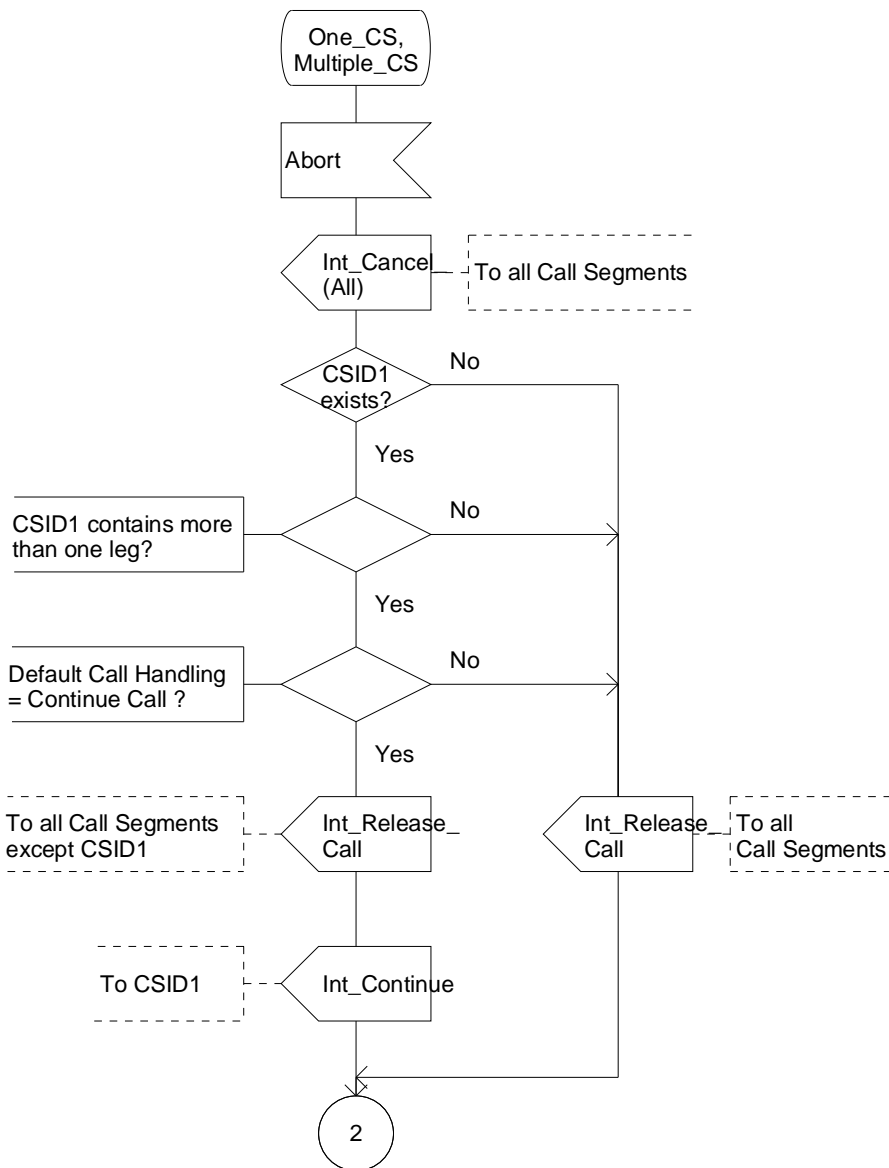 One_CS,
Multiple_CS
Abort
Int_Cancel_
(All)
To all Call Segments
CSID1
exists?
No
Yes
CSID1 contains more
than one leg?
No
Yes
Default Call Handling
= Continue Call ?
No
Yes
To all Call Segments
except CSID1
Int_Release_
Call
Int_Release_
Call
To all
Call Segments
To CSID1
Int_Continue
2